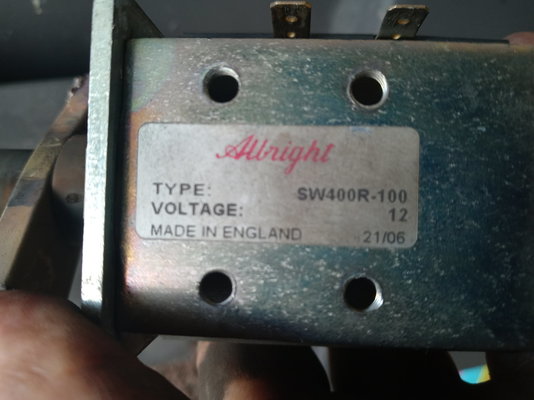 Albright
TYPE: SW400R-100
VOLTAGE: 12
MADE IN ENGLAND 21/06